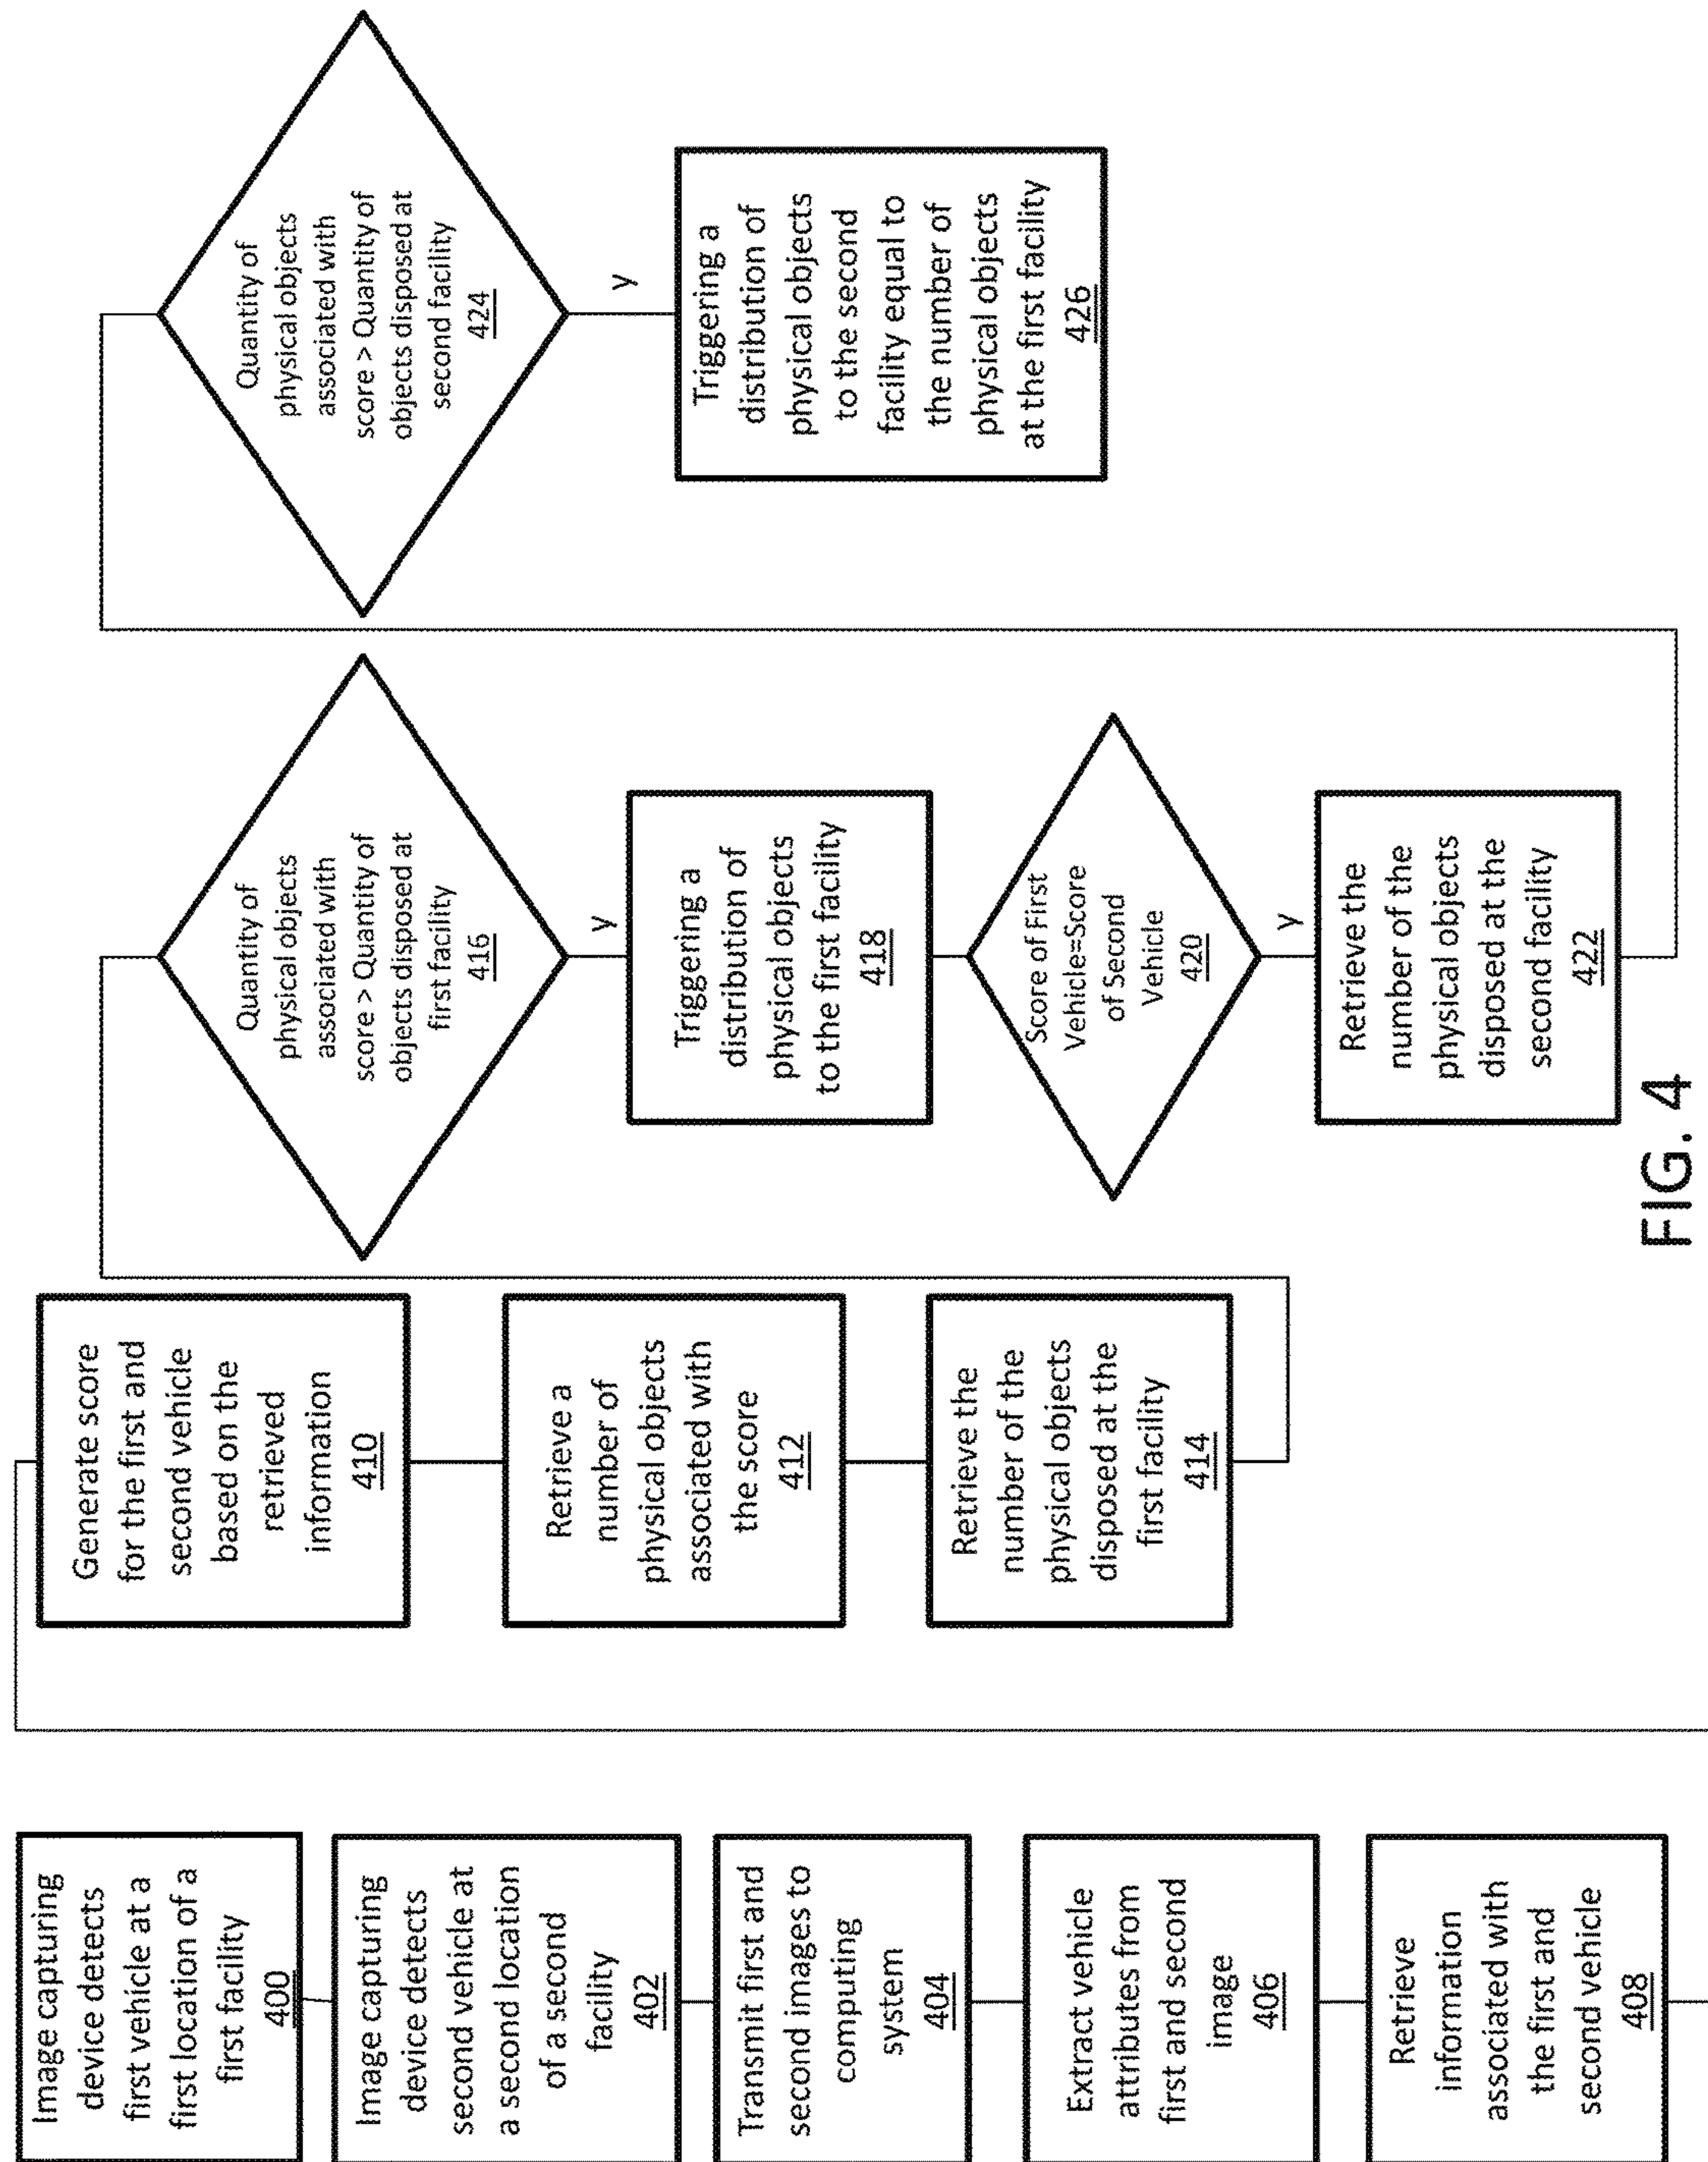 Image capturing
device detects
first vehicle at a
first location of a
first facility
400
Image capturing
device detects
second vehicle at
a second location
of a second
facility
402
Transmit first and
second images to
computing
system
404
Extract vehicle
attributes from
first and second
image
406
Retrieve
information
associated with
the first and
second vehicle
408
Generate score
for the first and
second vehicle
based on the
retrieved
information
410
Retrieve a
number of
physical objects
associated with
the score
412
Retrieve the
number of the
physical objects
disposed at the
first facility
414
Quantity of
physical objects
associated with
score > Quantity of
objects disposed at
first facility
416
y
Triggering a
distribution of
physical objects
to the first facility
418
Score of First
Vehicle=Score
of Second
Vehicle
420
y
Retrieve the
number of the
physical objects
disposed at the
second facility
422
Quantity of
physical objects
associated with
score > Quantity of
objects disposed at
second facility
424
y
Triggering a
distribution of
physical objects
to the second
facility equal to
the number of
physical objects
at the first facility
426
FIG. 4